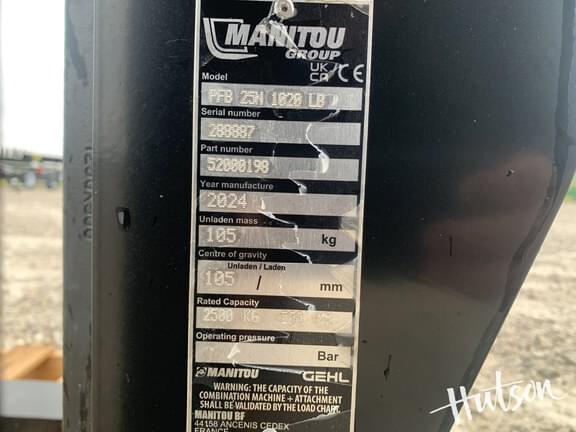 MANITOU
GROUP
UK CA CE
Model
PFB 25N 1020 LB
Serial number
288887
Part number
52000198
Year manufacture
2024
Unladen mass
105 kg
Centre of gravity
Unladen / Laden
105 / mm
Rated Capacity
2500 KG
Operating pressure
Bar
MANITOU GEHL
WARNING: THE CAPACITY OF THE
COMBINATION MACHINE + ATTACHMENT
SHALL BE VALIDATED BY THE LOAD CHART.
MANITOU BF
44158 ANCENIS CEDEX
FRANCE
Hutson